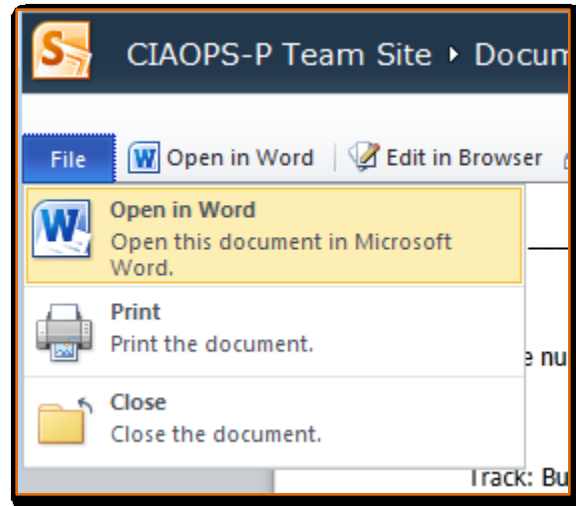 CIAOPS-P Team Site ▸ Docum
File Open in Word Edit in Browser
Open in Word
Open this document in Microsoft
Word.
Print
Print the document.
e nu
Close
Close the document.
Track: Bu